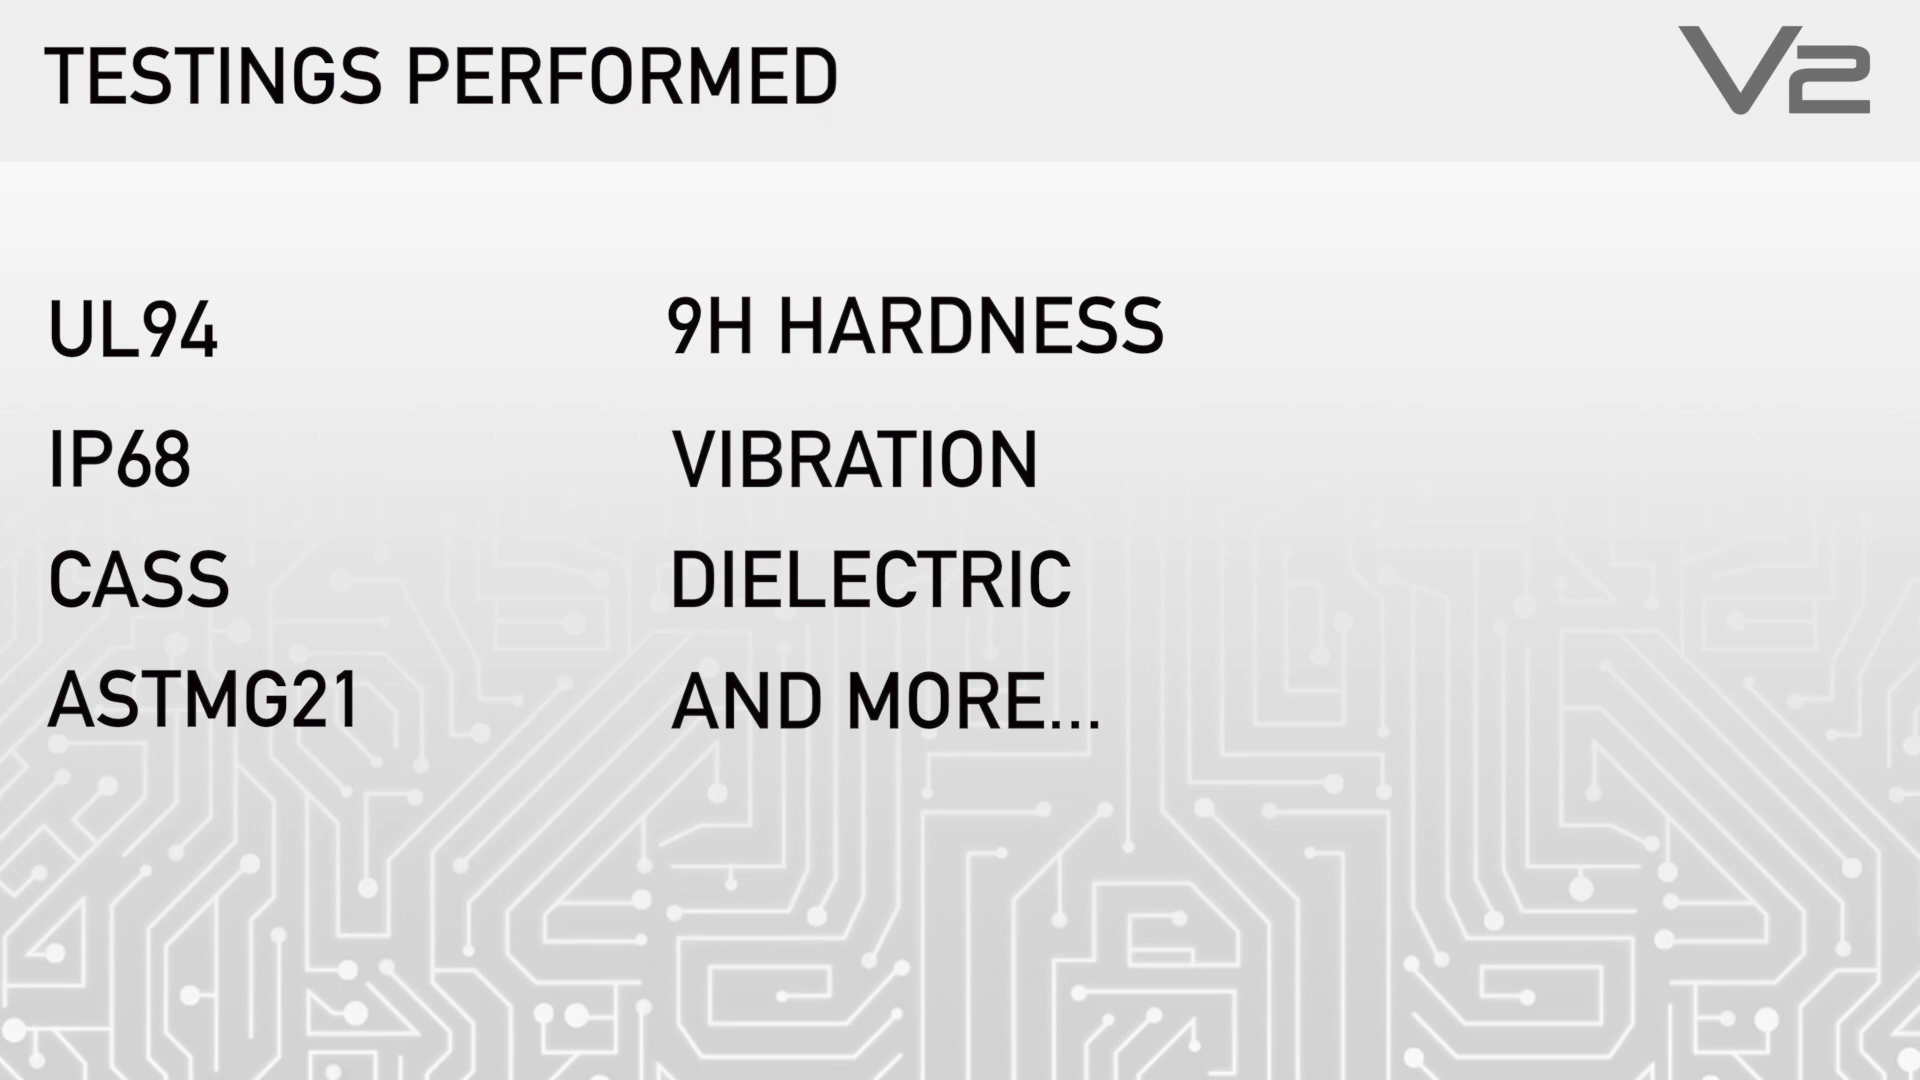 TESTINGS PERFORMED
V2
UL94
IP68
CASS
ASTMG21
9H HARDNESS
VIBRATION
DIELECTRIC
AND MORE...